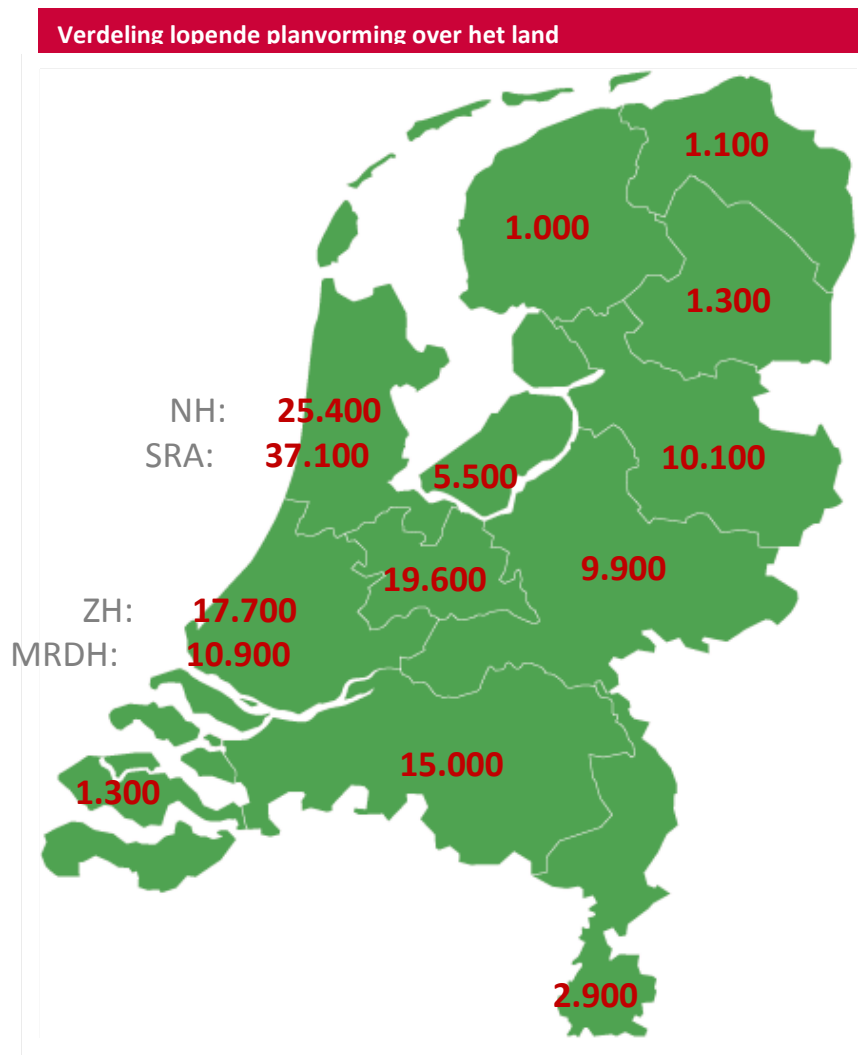 Verdeling lopende planvorming over het land
1.100
1.000
1.300
NH: 25.400
SRA: 37.100
10.100
5.500
9.900
19.600
ZH: 17.700
MRDH: 10.900
15.000
1.300
2.900